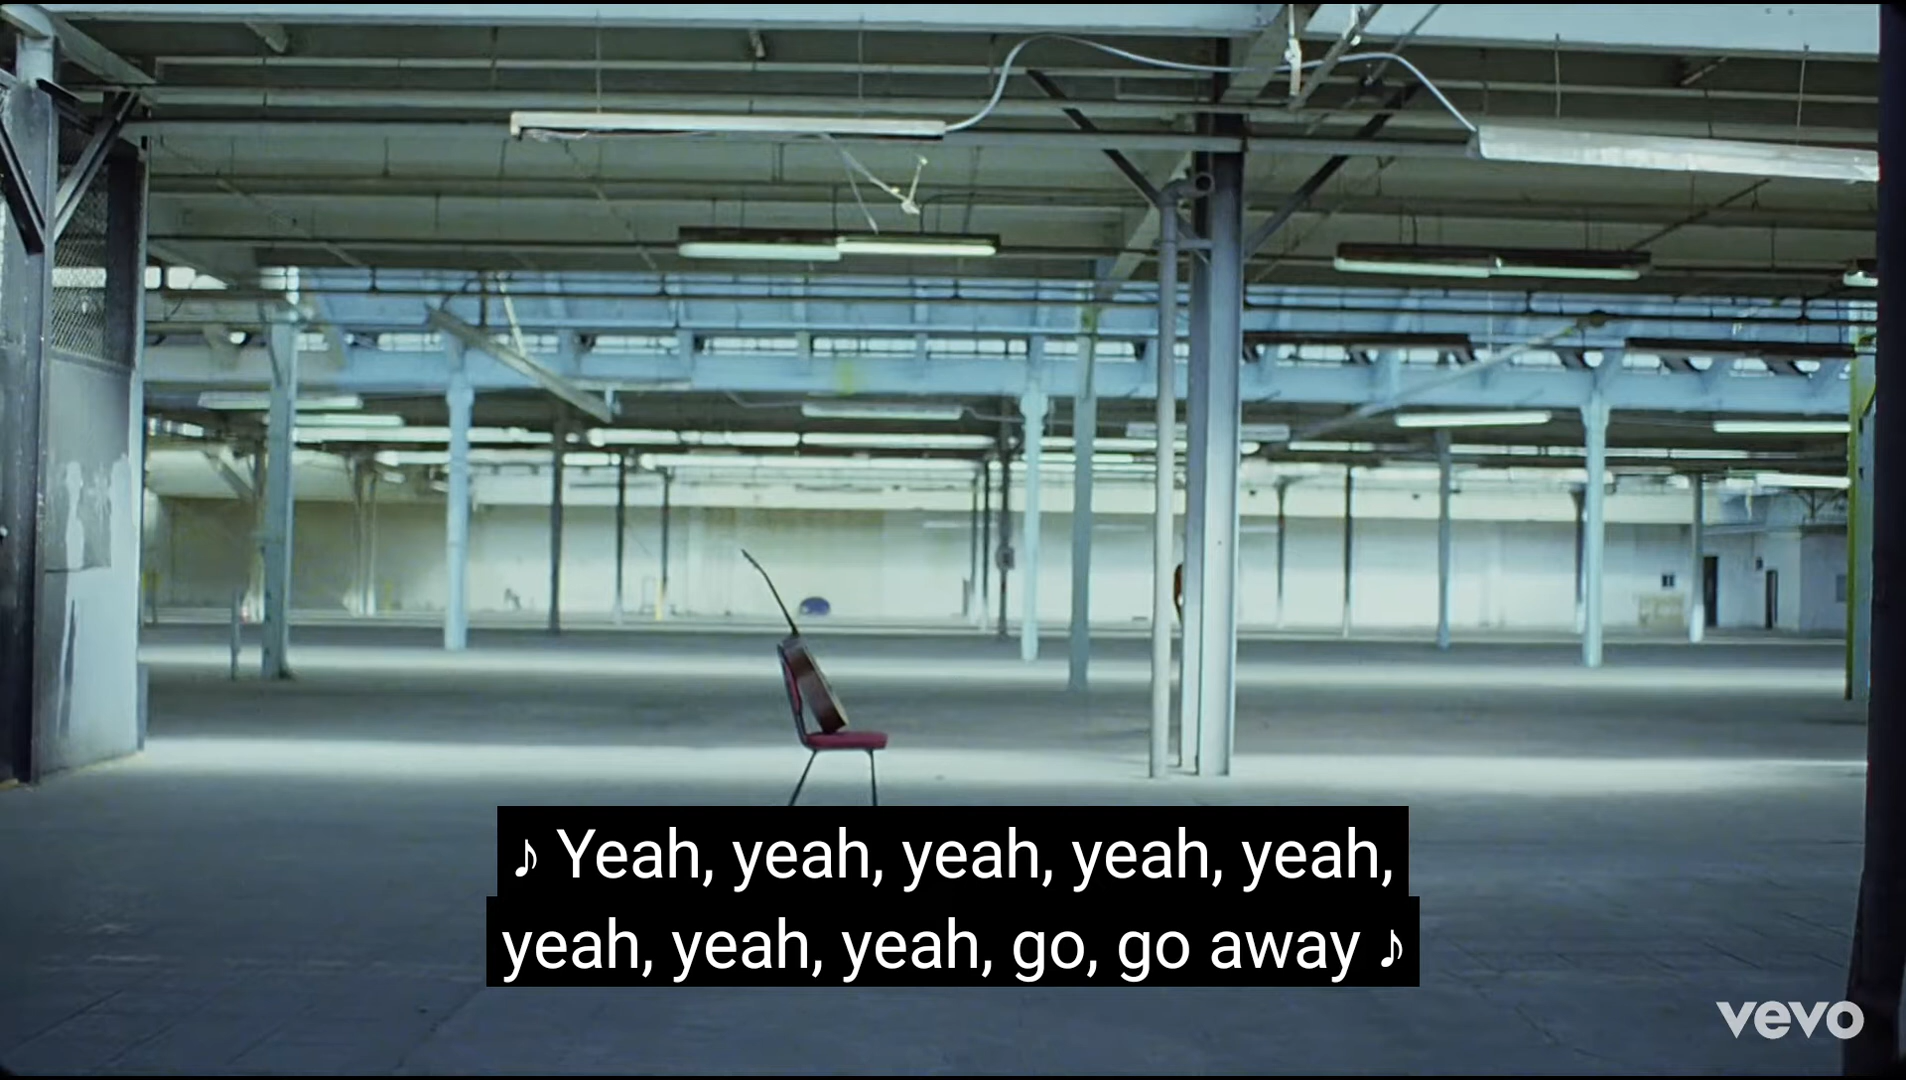 ♪ Yeah, yeah, yeah, yeah, yeah,
yeah, yeah, yeah, go, go away ♪
vevo